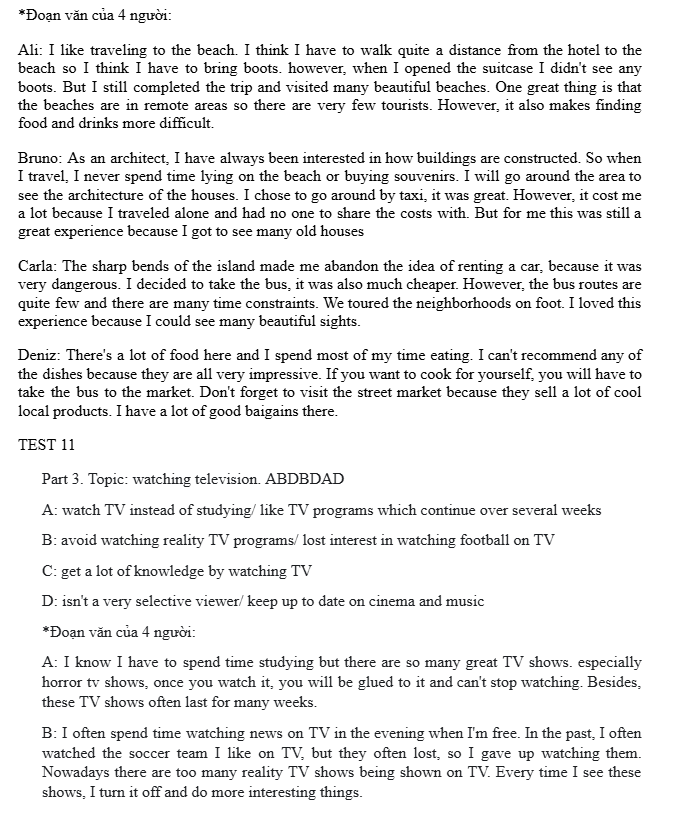 *Đoạn văn của 4 người:
Ali: I like traveling to the beach. I think I have to walk quite a distance from the hotel to the
beach so I think I have to bring boots. however, when I opened the suitcase I didn't see any
boots. But I still completed the trip and visited many beautiful beaches. One great thing is that
the beaches are in remote areas so there are very few tourists. However, it also makes finding
food and drinks more difficult.
Bruno: As an architect, I have always been interested in how buildings are constructed. So when
I travel, I never spend time lying on the beach or buying souvenirs. I will go around the area to
see the architecture of the houses. I chose to go around by taxi, it was great. However, it cost me
a lot because I traveled alone and had no one to share the costs with. But for me this was still a
great experience because I got to see many old houses
Carla: The sharp bends of the island made me abandon the idea of renting a car, because it was
very dangerous. I decided to take the bus, it was also much cheaper. However, the bus routes are
quite few and there are many time constraints. We toured the neighborhoods on foot. I loved this
experience because I could see many beautiful sights.
Deniz: There's a lot of food here and I spend most of my time eating. I can't recommend any of
the dishes because they are all very impressive. If you want to cook for yourself, you will have to
take the bus to the market. Don't forget to visit the street market because they sell a lot of cool
local products. I have a lot of good baigains there.
TEST 11
Part 3. Topic: watching television. ABDBDAD
A: watch TV instead of studying/ like TV programs which continue over several weeks
B: avoid watching reality TV programs/ lost interest in watching football on TV
C: get a lot of knowledge by watching TV
D: isn't a very selective viewer/ keep up to date on cinema and music
*Đoạn văn của 4 người:
A: I know I have to spend time studying but there are so many great TV shows. especially
horror tv shows, once you watch it, you will be glued to it and can't stop watching. Besides,
these TV shows often last for many weeks.
B: I often spend time watching news on TV in the evening when I'm free. In the past, I often
watched the soccer team I like on TV, but they often lost, so I gave up watching them.
Nowadays there are too many reality TV shows being shown on TV. Every time I see these
shows, I turn it off and do more interesting things.